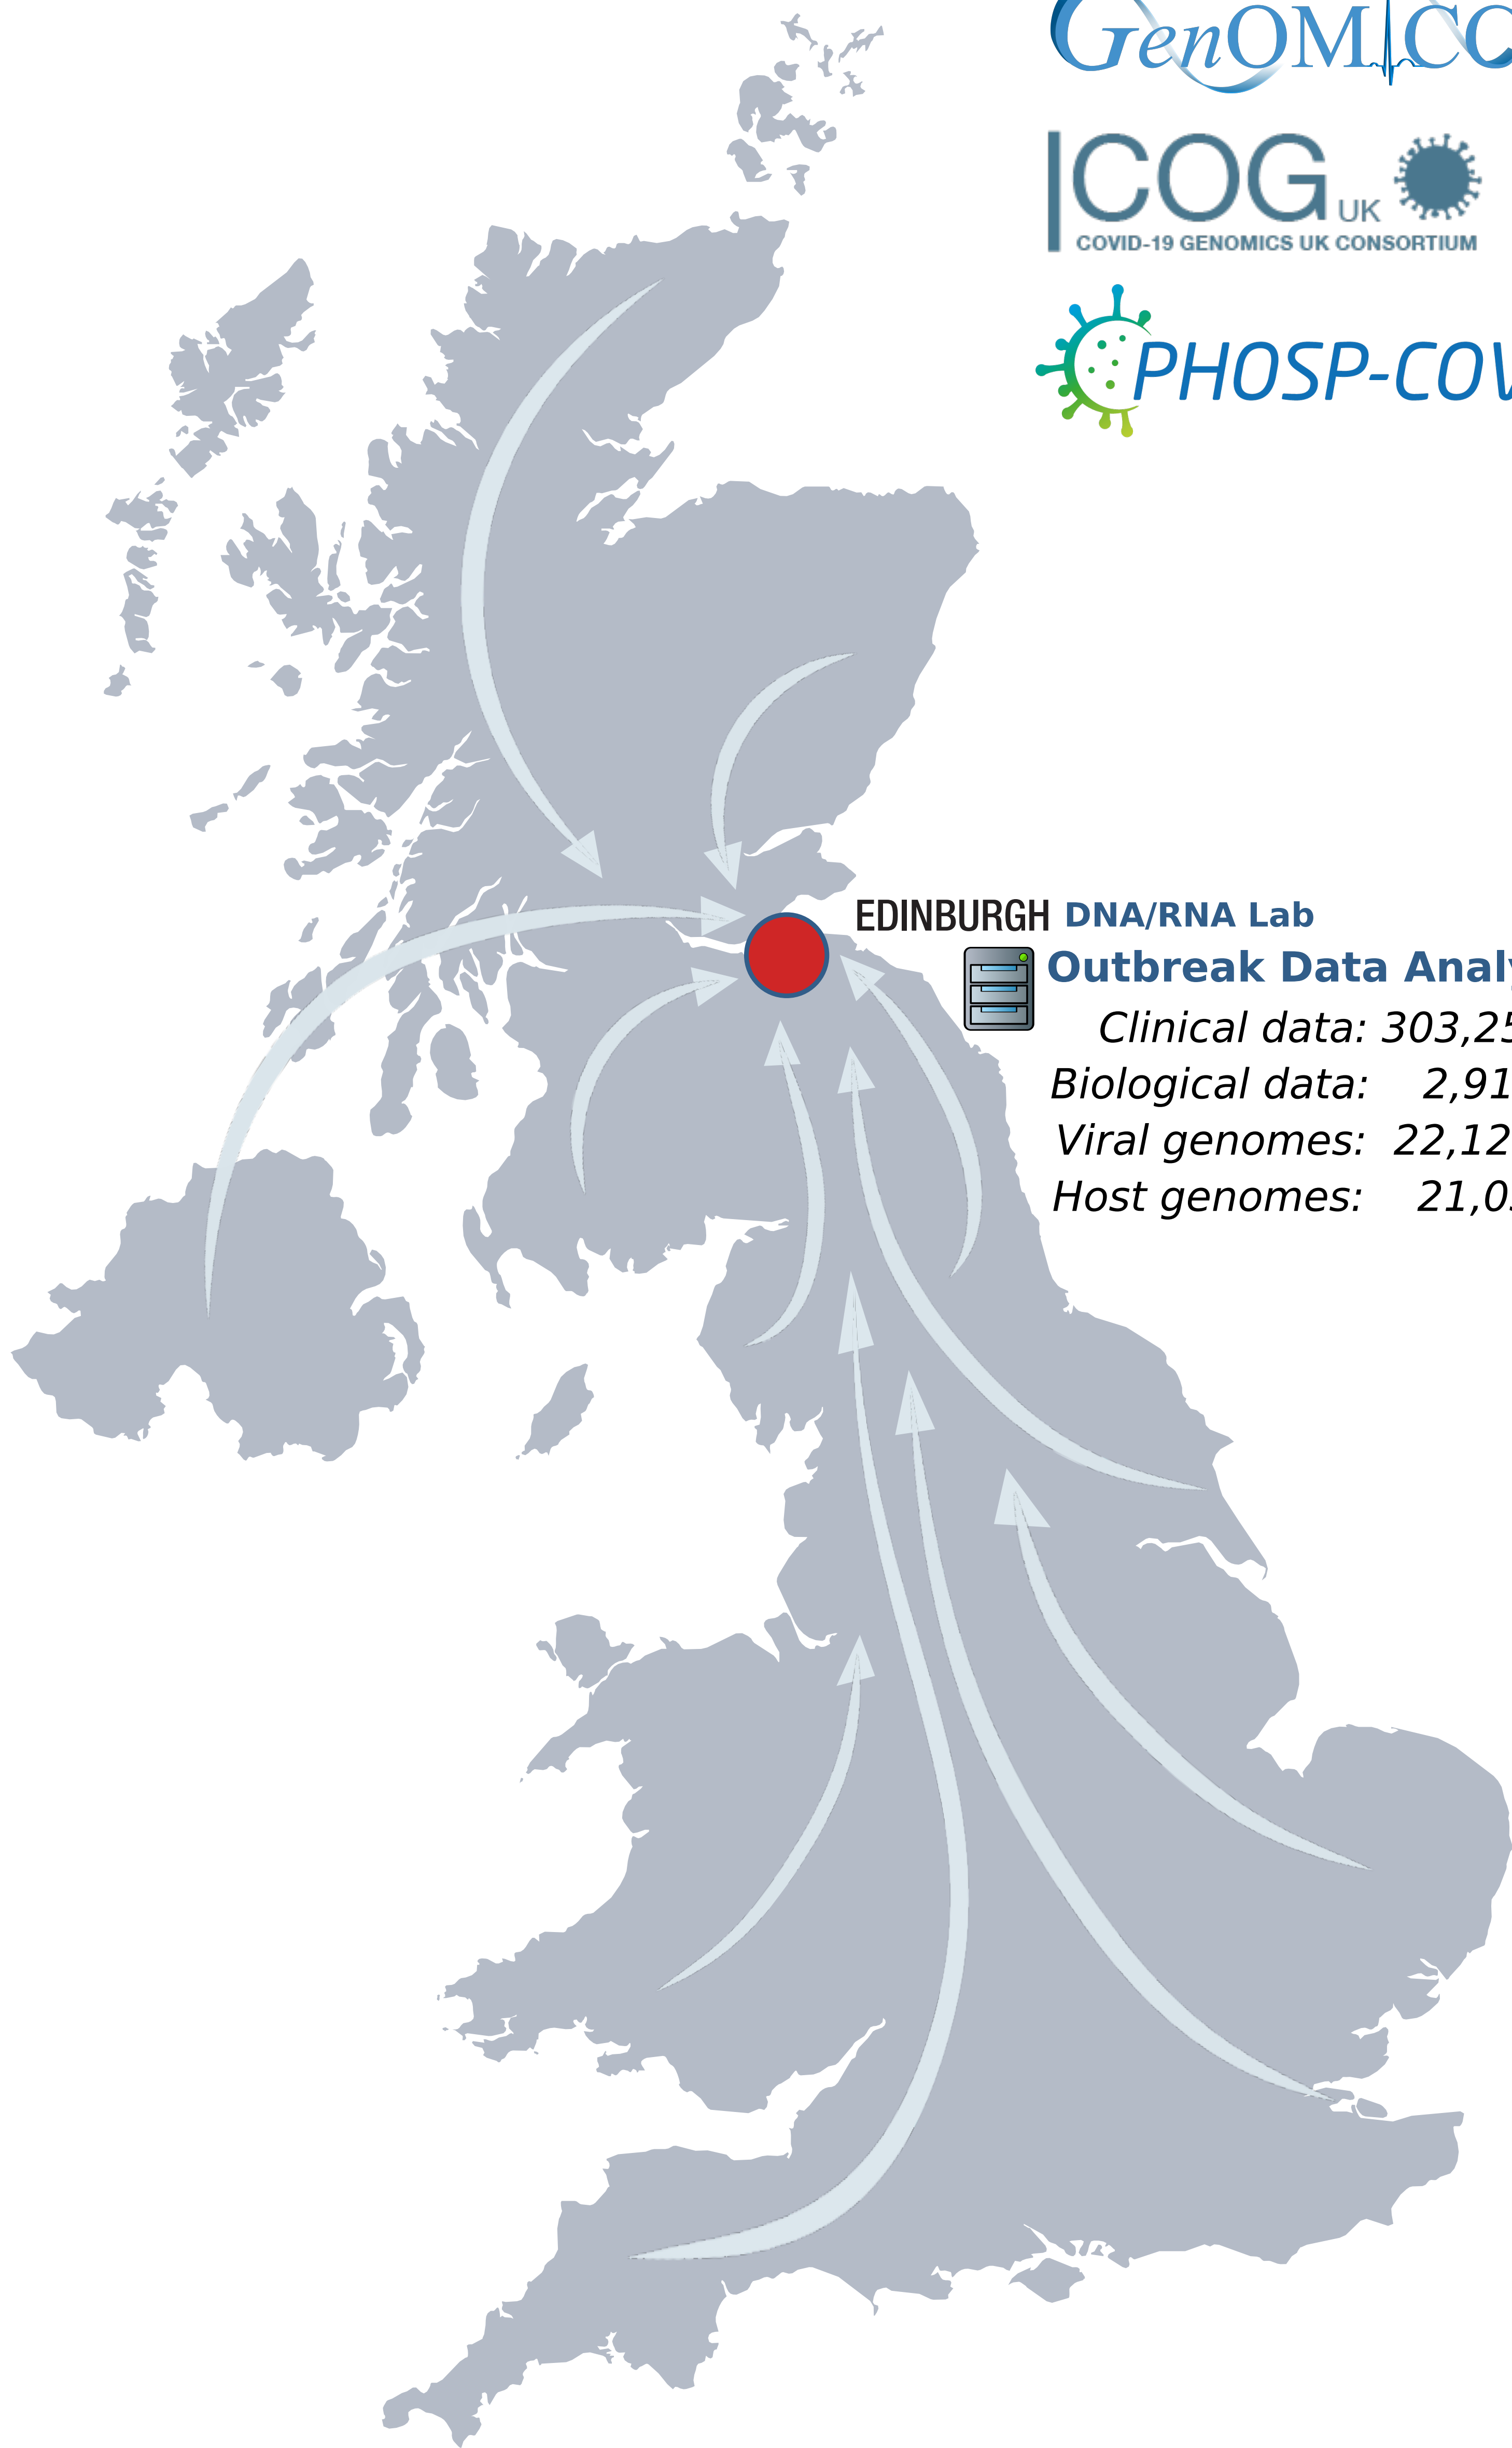 GenOMICC
COG UK
COVID-19 GENOMICS UK CONSORTIUM
PHOSP-COV
EDINBURGH DNA/RNA Lab
Outbreak Data Analy
Clinical data: 303,25
Biological data: 2,91
Viral genomes: 22,12
Host genomes: 21,0